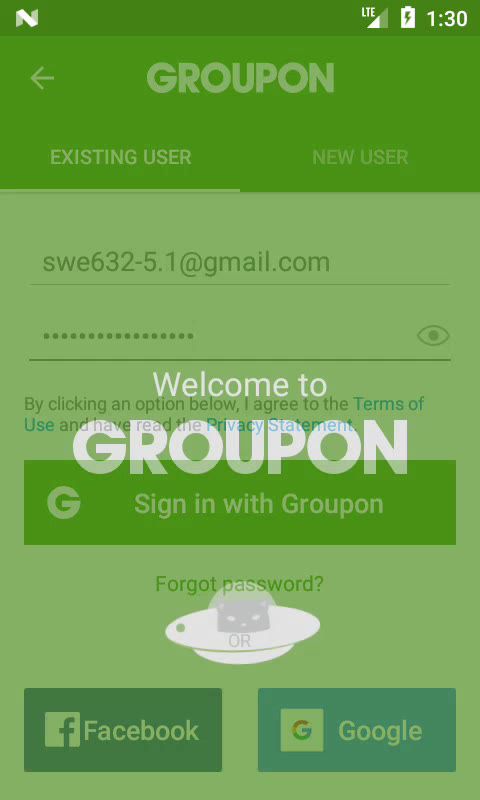 LTE 1:30
GROUPON
EXISTING USER NEW USER
swe632-5.1@gmail.com
•••••••••••••••••
Welcome to
By clicking an option below, I agree to the Terms of
Use and have read the Privacy Statement.
GROUPON
G Sign in with Groupon
Forgot password?
OR
f Facebook G Google